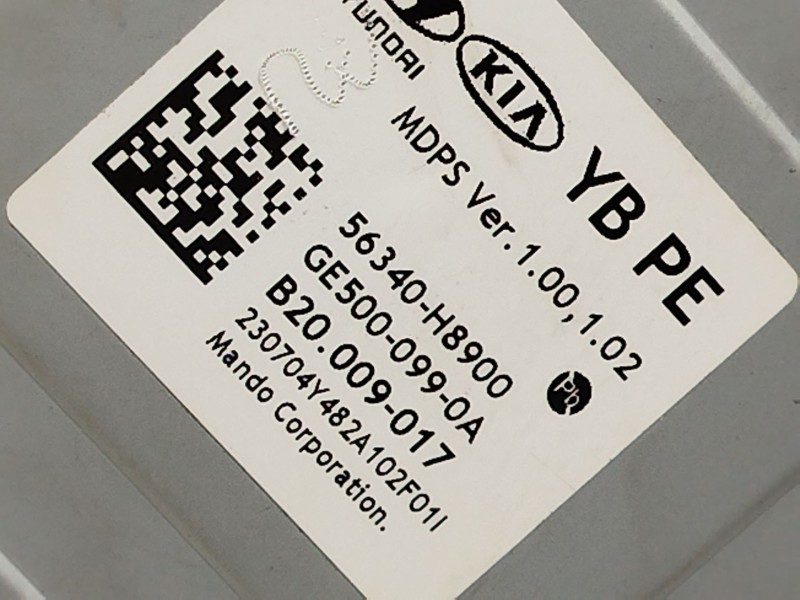 HYUNDAI
KIA
YB PE
MDPS Ver.1.00,1.02
56340-H8900
Pb
GE500-099-0A
B20.009-017
230704Y482A102F01I
Mando Corporation.